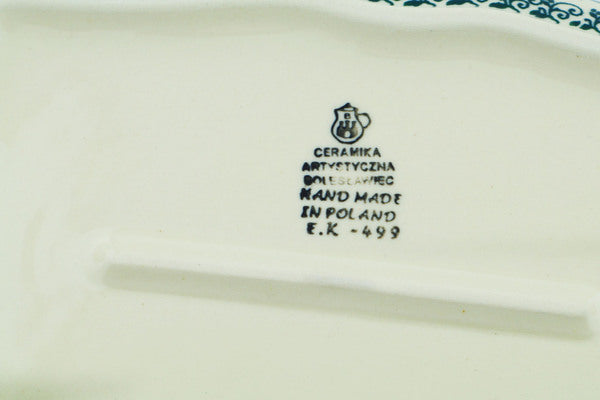 CERAMIKA
ARTYSTYCZNA
BOLESŁAWIEC
HAND MADE
IN POLAND
E.K - 499